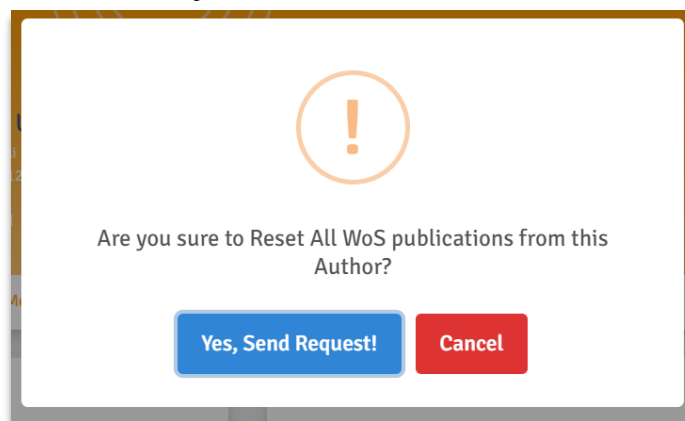 !
Are you sure to Reset All WoS publications from this
Author?
Yes, Send Request! Cancel